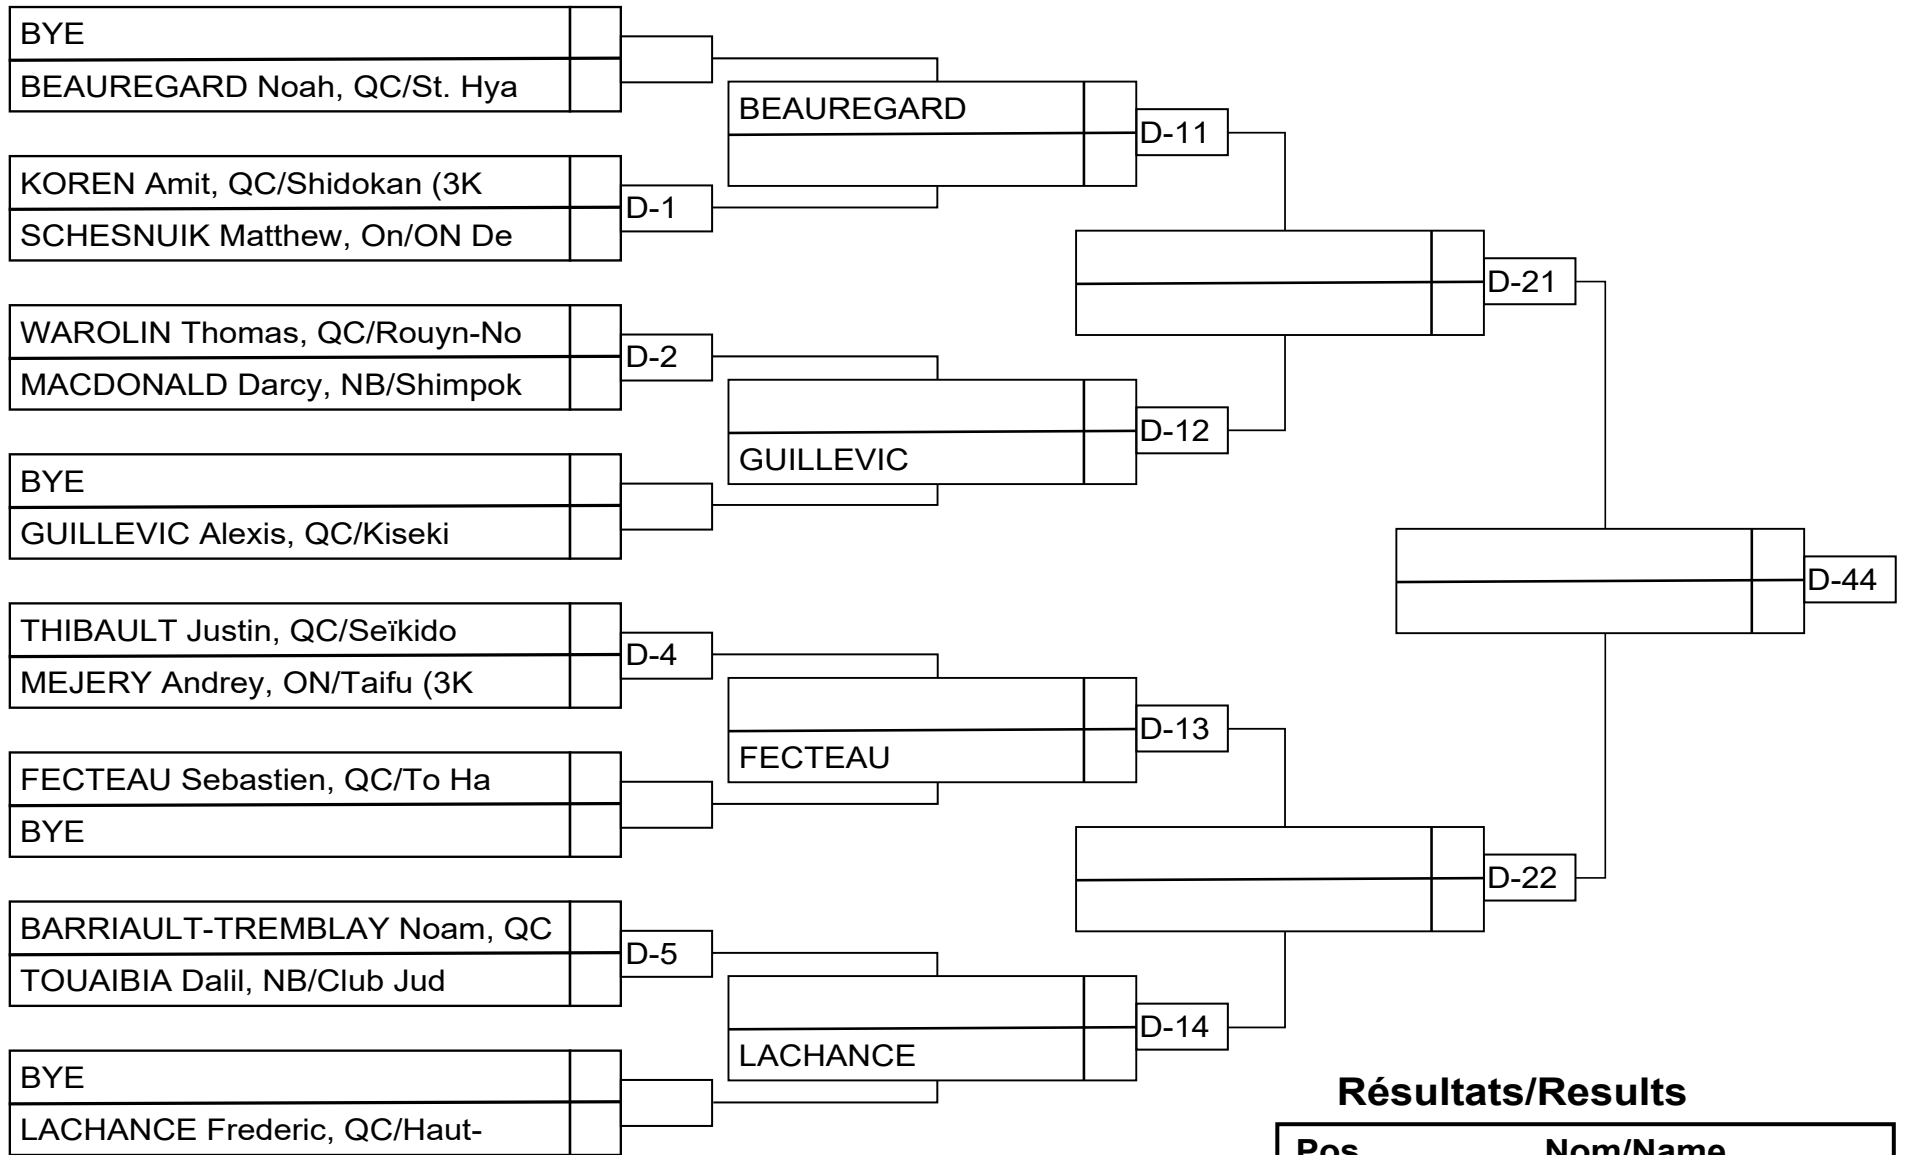 BYE
BEAUREGARD Noah, QC/St. Hya
KOREN Amit, QC/Shidokan (3K
SCHESNUIK Matthew, On/ON De
WAROLIN Thomas, QC/Rouyn-No
MACDONALD Darcy, NB/Shimpok
BYE
GUILLEVIC Alexis, QC/Kiseki
THIBAULT Justin, QC/Seïkido
MEJERY Andrey, ON/Taifu (3K
FECTEAU Sebastien, QC/To Ha
BYE
BARRIAULT-TREMBLAY Noam, QC
TOUAIBIA Dalil, NB/Club Jud
BYE
LACHANCE Frederic, QC/Haut-
D-1
D-2
D-4
D-5
BEAUREGARD
GUILLEVIC
FECTEAU
LACHANCE
D-11
D-12
D-13
D-14
D-21
D-22
D-44
Résultats/Results
Pos Nom/Name